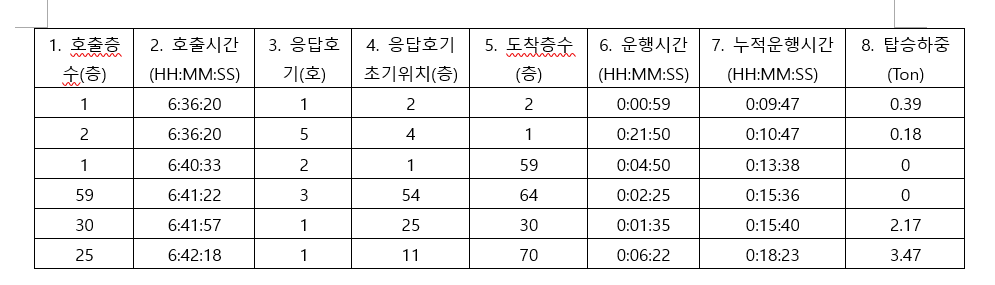 1. 호출층수(층) 2. 호출시간(HH:MM:SS) 3. 응답호기(호) 4. 응답호기 초기위치(층) 5. 도착층수(층) 6. 운행시간(HH:MM:SS) 7. 누적운행시간(HH:MM:SS) 8. 탑승하중(Ton)
1 6:36:20 1 2 2 0:00:59 0:09:47 0.39
2 6:36:20 5 4 1 0:21:50 0:10:47 0.18
1 6:40:33 2 1 59 0:04:50 0:13:38 0
59 6:41:22 3 54 64 0:02:25 0:15:36 0
30 6:41:57 1 25 30 0:01:35 0:15:40 2.17
25 6:42:18 1 11 70 0:06:22 0:18:23 3.47